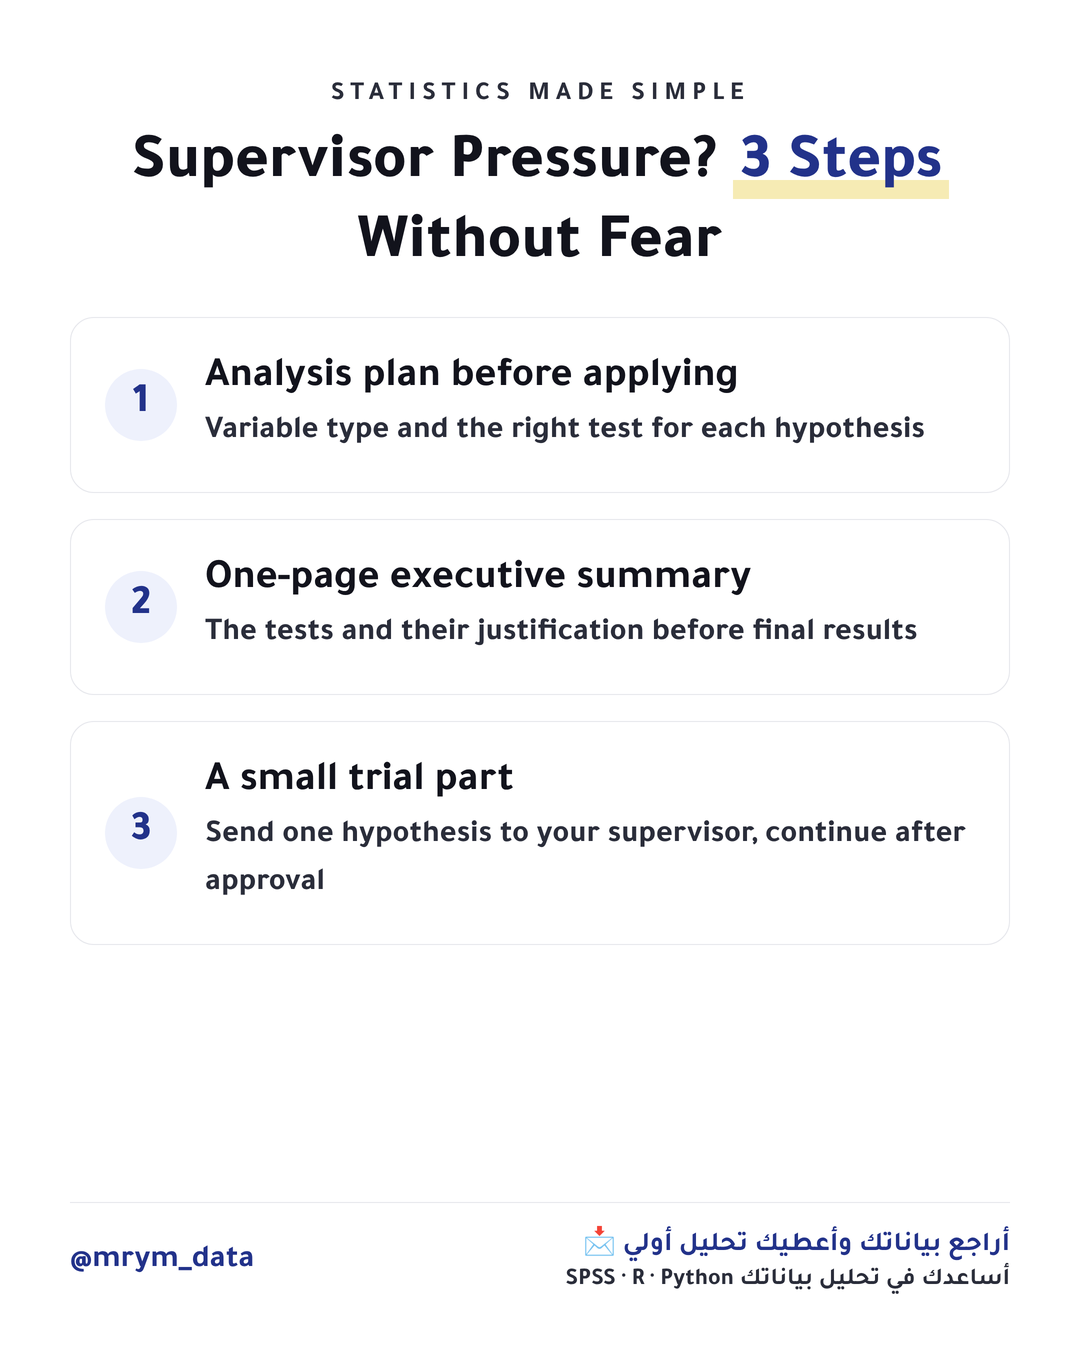 STATISTICS MADE SIMPLE
Supervisor Pressure? 3 Steps
Without Fear
1
Analysis plan before applying
Variable type and the right test for each hypothesis
2
One-page executive summary
The tests and their justification before final results
3
A small trial part
Send one hypothesis to your supervisor, continue after
approval
@mrym_data
أراجع بياناتك وأعطيك تحليل أولي 📩
أساعدك في تحليل بياناتك SPSS · R · Python